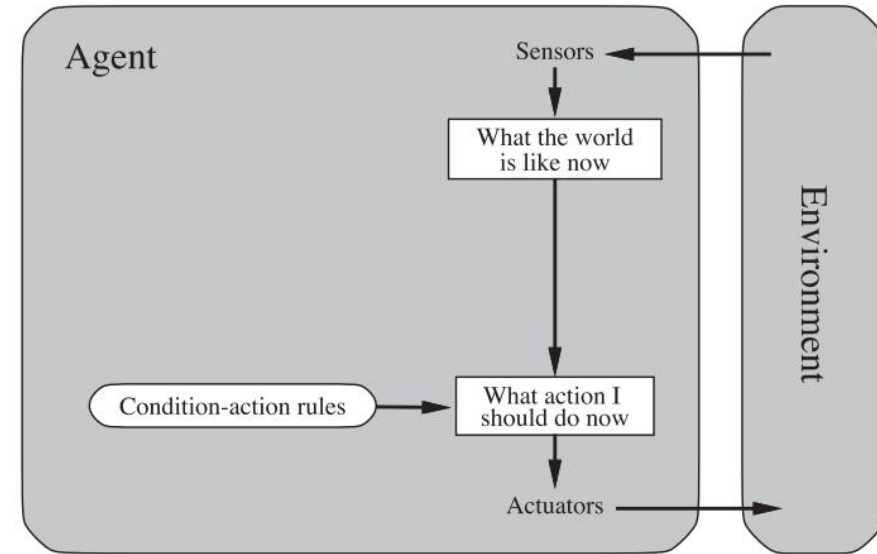 Agent
Sensors
What the world
is like now
Environment
Condition-action rules
What action I
should do now
Actuators